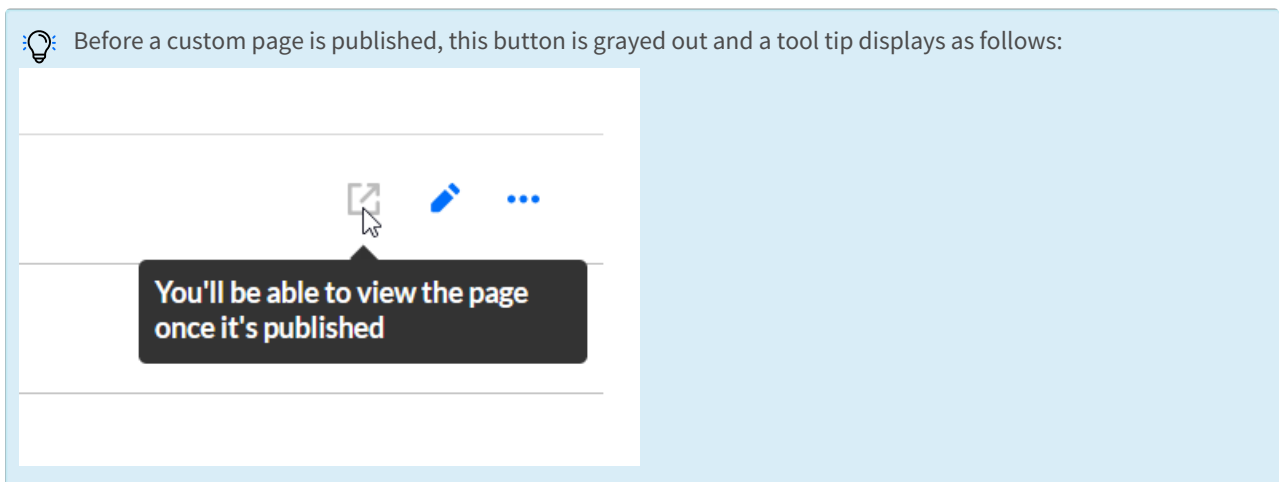 Before a custom page is published, this button is grayed out and a tool tip displays as follows:
You'll be able to view the page
once it's published